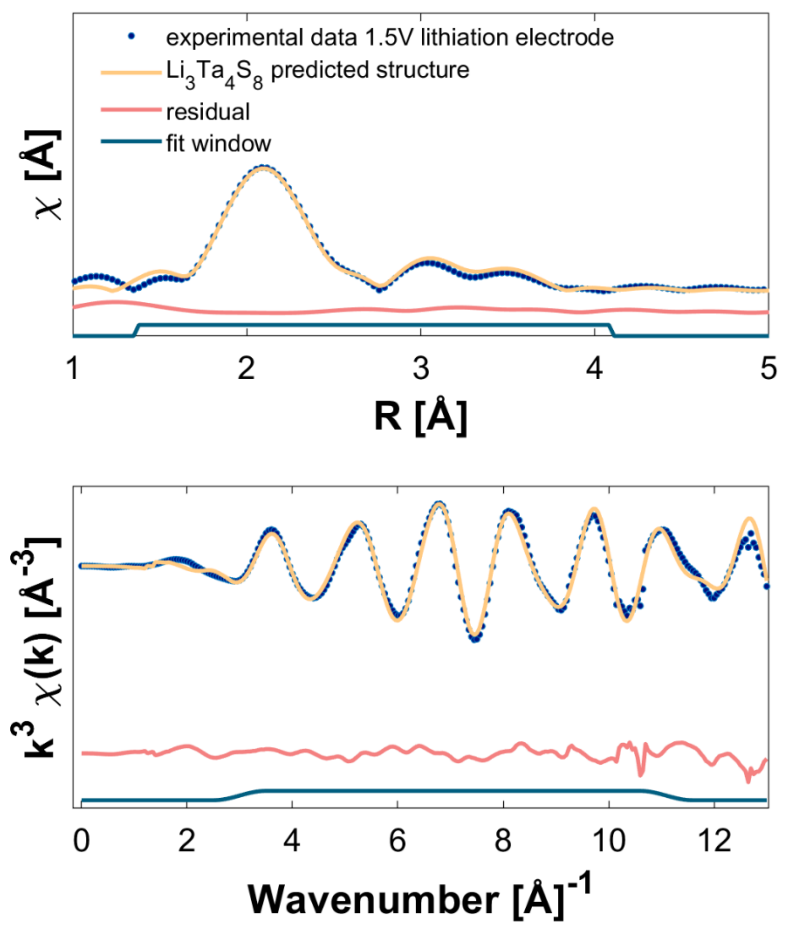 experimental data 1.5V lithiation electrode
Li₃Ta₄S₈ predicted structure
residual
fit window
χ [Å]
1 2 3 4 5
R [Å]
k³ χ(k) [Å⁻³]
0 2 4 6 8 10 12
Wavenumber [Å]⁻¹